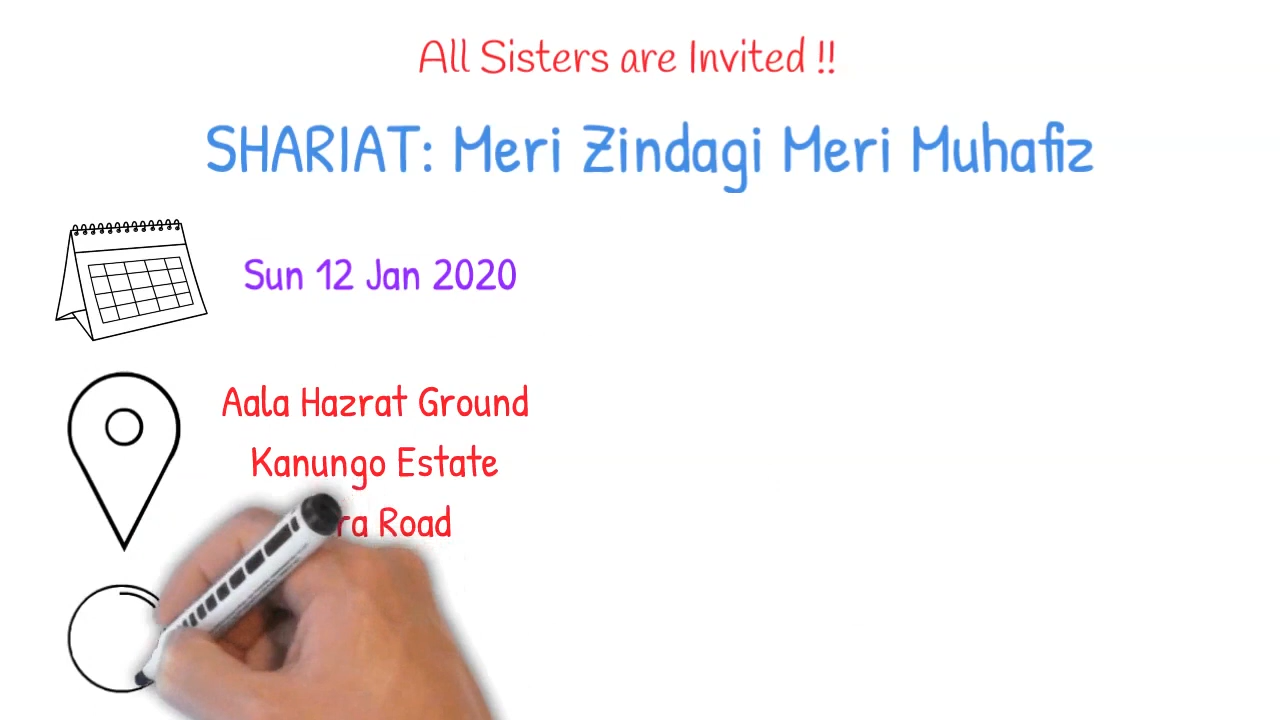 All Sisters are Invited !!
SHARIAT: Meri Zindagi Meri Muhafiz
Sun 12 Jan 2020
Aala Hazrat Ground
Kanungo Estate
Road